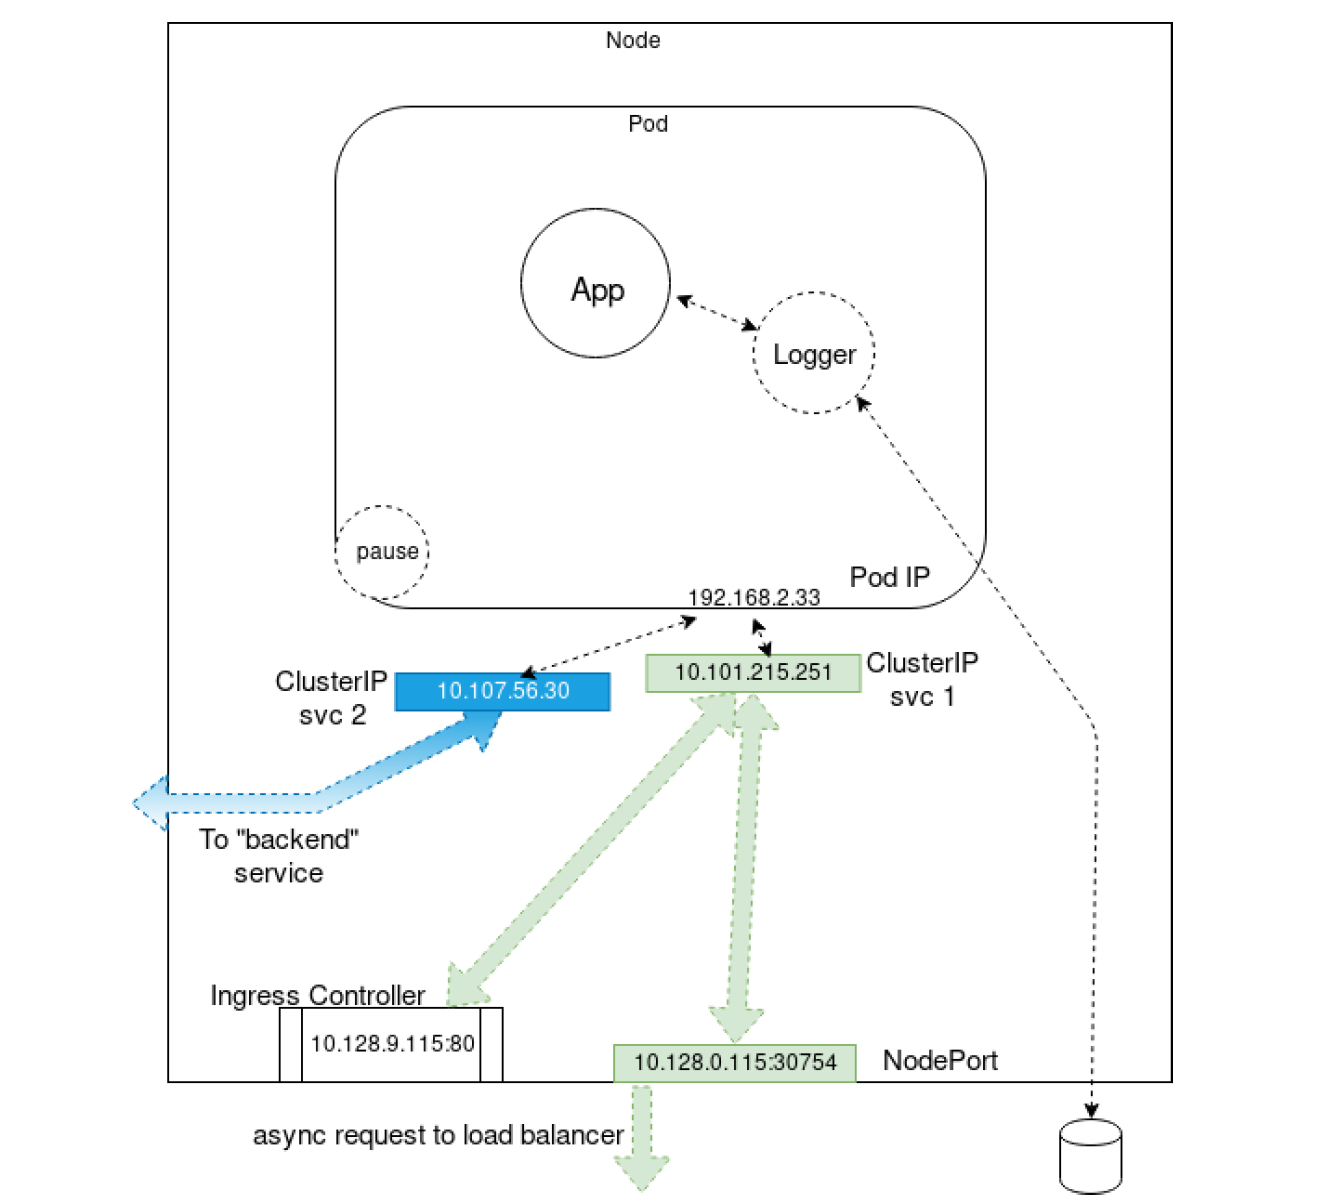 Node
Pod
App
Logger
pause
Pod IP
192.168.2.33
ClusterIP
svc 2
10.107.56.30
10.101.215.251
ClusterIP
svc 1
To "backend"
service
Ingress Controller
10.128.9.115:80
10.128.0.115:30754
NodePort
async request to load balancer